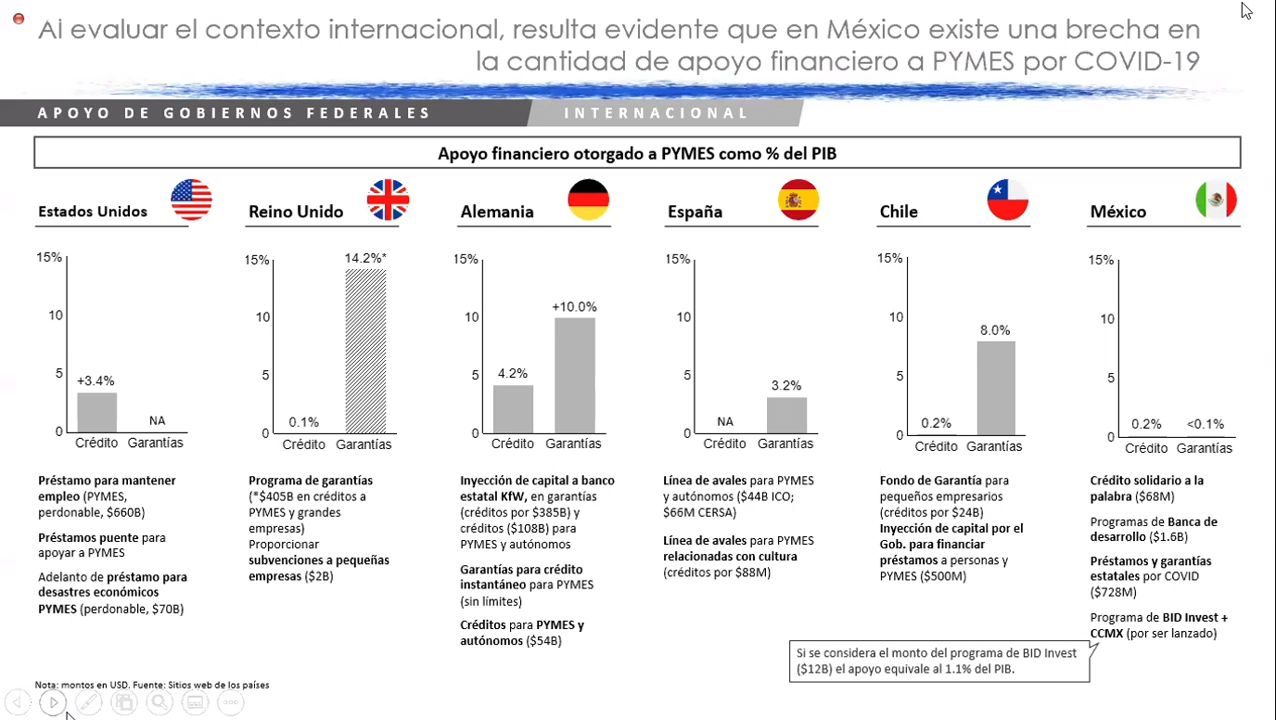 Al evaluar el contexto internacional, resulta evidente que en México existe una brecha en
la cantidad de apoyo financiero a PYMES por COVID-19
APOYO DE GOBIERNOS FEDERALES
INTERNACIONAL
Apoyo financiero otorgado a PYMES como % del PIB
Estados Unidos
15%
10
5
0
+3.4%
NA
Crédito
Garantías
Préstamo para mantener
empleo (PYMES,
perdonable, $660B)
Préstamos puente para
apoyar a PYMES
Adelanto de préstamo para
desastres económicos
PYMES (perdonable, $70B)
Reino Unido
15%
10
5
0
0.1%
14.2%*
Crédito
Garantías
Programa de garantías
(*$405B en créditos a
PYMES y grandes
empresas)
Proporcionar
subvenciones a pequeñas
empresas ($2B)
Alemania
15%
10
5
0
4.2%
+10.0%
Crédito
Garantías
Inyección de capital a banco
estatal KfW, en garantías
(créditos por $385B) y
créditos ($108B) para
PYMES y autónomos
Garantías para crédito
instantáneo para PYMES
(sin límites)
Créditos para PYMES y
autónomos ($54B)
España
15%
10
5
0
NA
3.2%
Crédito
Garantías
Línea de avales para PYMES
y autónomos ($44B ICO;
$66M CERSA)
Línea de avales para PYMES
relacionadas con cultura
(créditos por $88M)
Chile
15%
10
5
0
0.2%
8.0%
Crédito
Garantías
Fondo de Garantía para
pequeños empresarios
(créditos por $24B)
Inyección de capital por el
Gob. para financiar
préstamos a personas y
PYMES ($500M)
México
15%
10
5
0
0.2%
<0.1%
Crédito
Garantías
Crédito solidario a la
palabra ($68M)
Programas de Banca de
desarrollo ($1.6B)
Préstamos y garantías
estatales por COVID
($728M)
Programa de BID Invest +
CCMX (por ser lanzado)
Si se considera el monto del programa de BID Invest
($12B) el apoyo equivale al 1.1% del PIB.
Nota: montos en USD. Fuente: Sitios web de los países